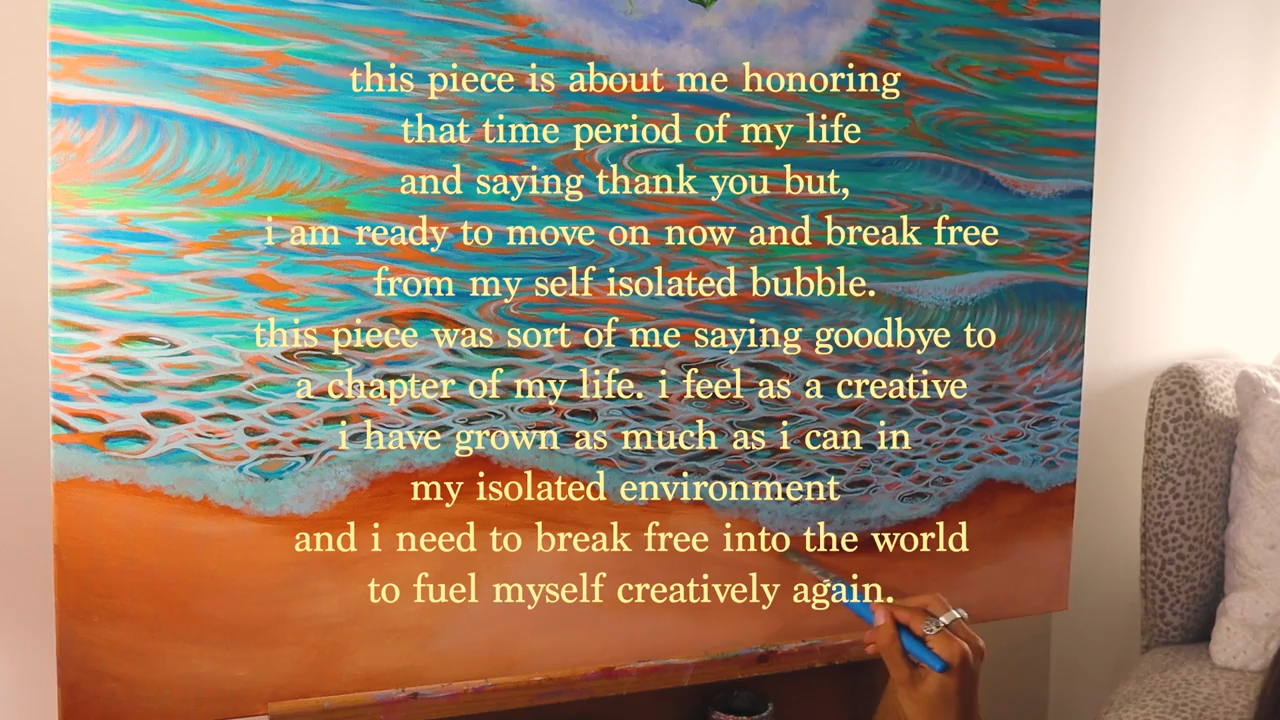 this piece is about me honoring
that time period of my life
and saying thank you but,
i am ready to move on now and break free
from my self isolated bubble.
this piece was sort of me saying goodbye to
a chapter of my life. i feel as a creative
i have grown as much as i can in
my isolated environment
and i need to break free into the world
to fuel myself creatively again.